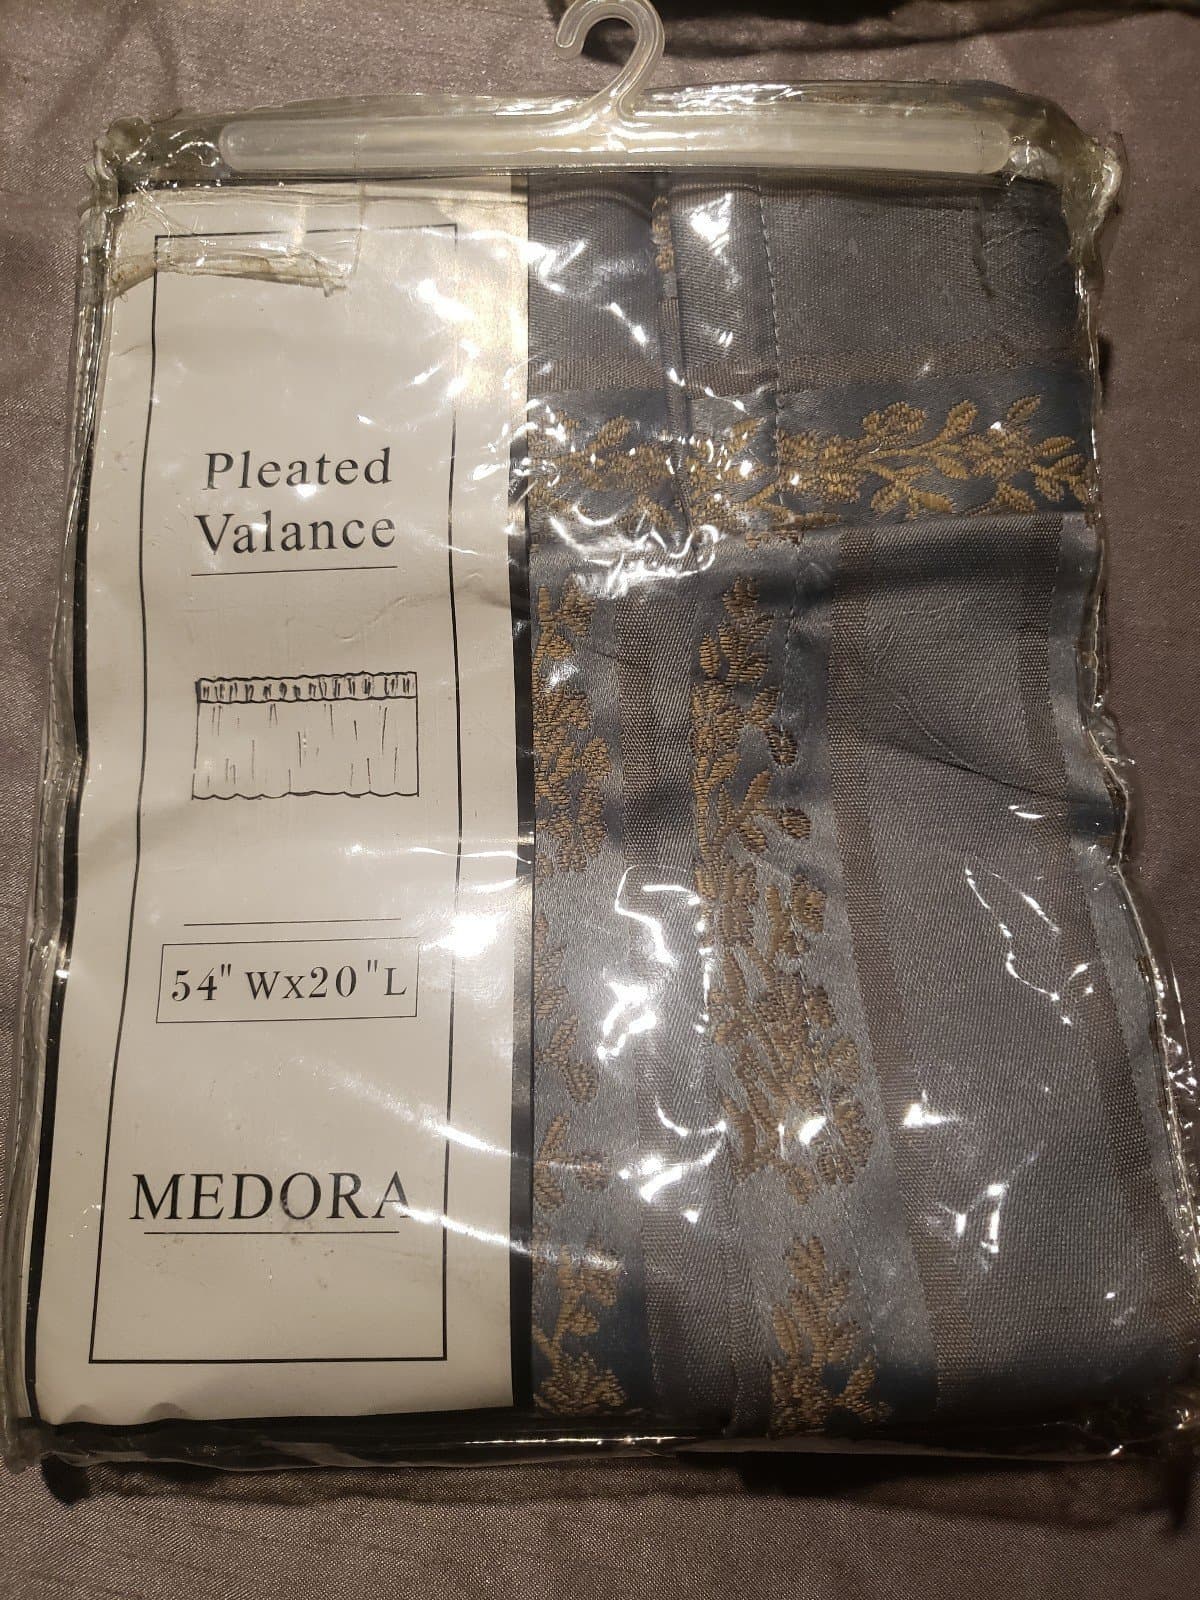 Pleated
Valance
54" Wx20"L
MEDORA